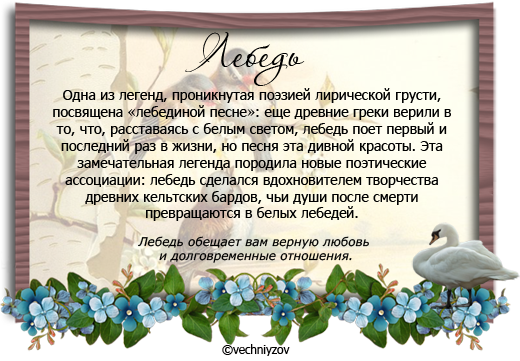 Лебедь
Одна из легенд, проникнутая поэзией лирической грусти,
посвящена «лебединой песне»: еще древние греки верили в
то, что, расставаясь с белым светом, лебедь поет первый и
последний раз в жизни, но песня эта дивной красоты. Эта
замечательная легенда породила новые поэтические
ассоциации: лебедь сделался вдохновителем творчества
древних кельтских бардов, чьи души после смерти
превращаются в белых лебедей.
Лебедь обещает вам верную любовь
и долговременные отношения.
©vechniyzov